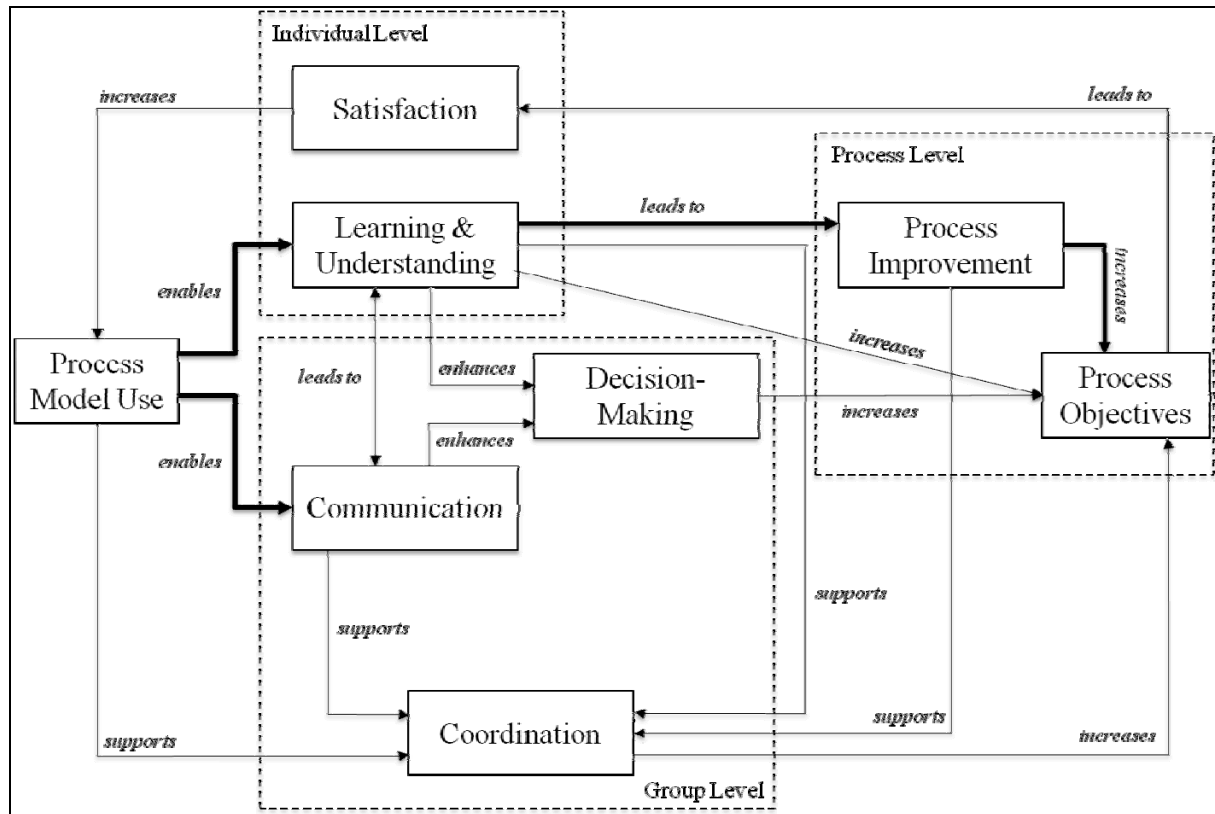 Individual Level
Satisfaction
increases
leads to
Process Level
Learning &
Understanding
leads to
Process
Improvement
enables
increases
Process
Model Use
leads to
enhances
Decision-
Making
increases
increases
Process
Objectives
enhances
enables
Communication
supports
supports
Coordination
supports
supports
increases
Group Level